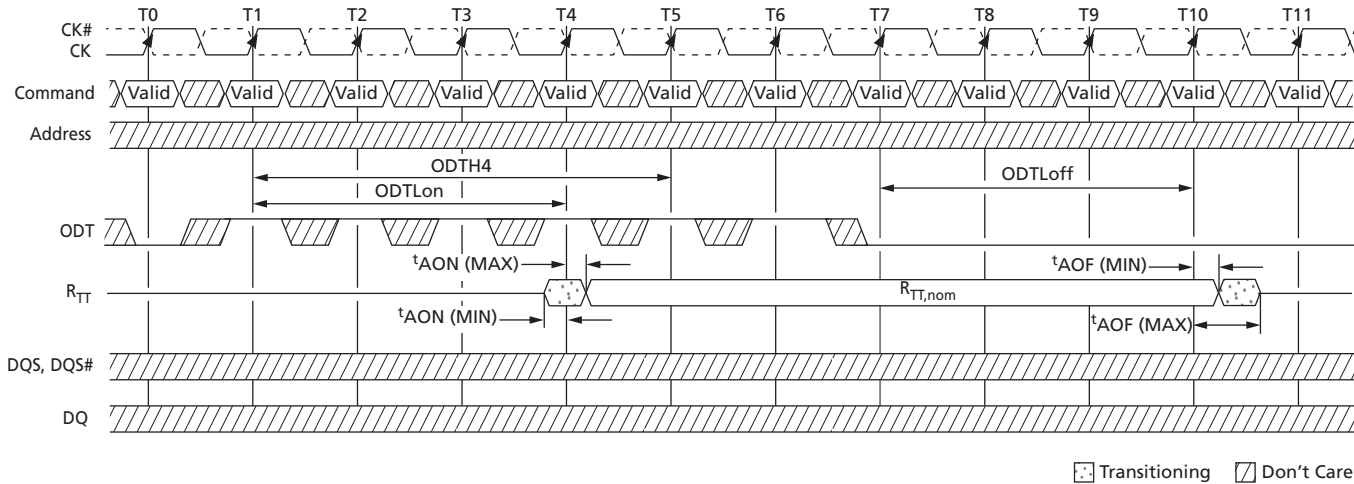 T0 T1 T2 T3 T4 T5 T6 T7 T8 T9 T10 T11
CK#
CK
Command Valid Valid Valid Valid Valid Valid Valid Valid Valid Valid Valid Valid
Address
ODTH4
ODTLon
ODTLoff
ODT
tAON (MAX)
tAOF (MIN)
RTT
RTT,nom
tAON (MIN)
tAOF (MAX)
DQS, DQS#
DQ
Transitioning Don't Care